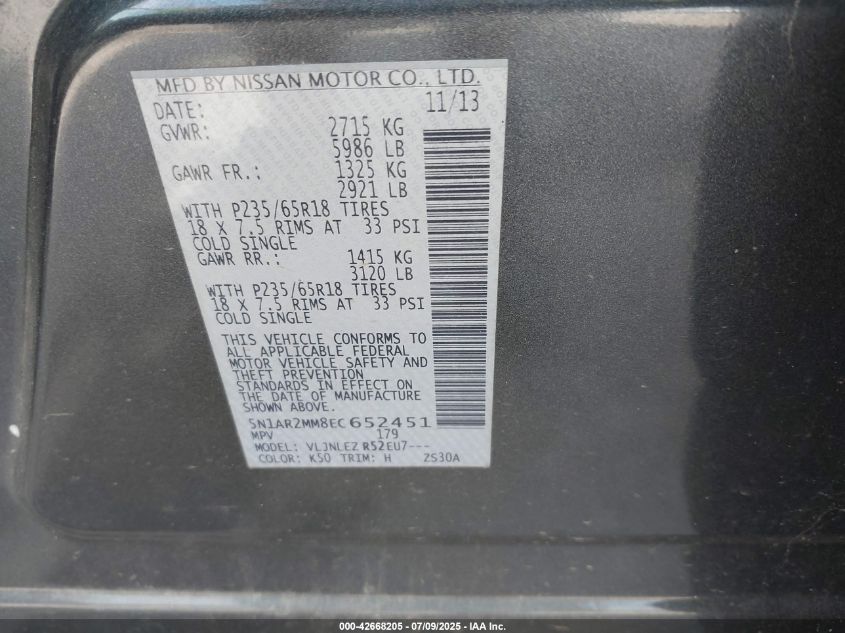 MFD BY NISSAN MOTOR CO., LTD.
DATE: 11/13
GVWR: 2715 KG
5986 LB
GAWR FR.: 1325 KG
2921 LB
WITH P235/65R18 TIRES
18 X 7.5 RIMS AT 33 PSI
COLD SINGLE
GAWR RR.: 1415 KG
3120 LB
WITH P235/65R18 TIRES
18 X 7.5 RIMS AT 33 PSI
COLD SINGLE
THIS VEHICLE CONFORMS TO
ALL APPLICABLE FEDERAL
MOTOR VEHICLE SAFETY AND
THEFT PREVENTION
STANDARDS IN EFFECT ON
THE DATE OF MANUFACTURE
SHOWN ABOVE.
5N1AR2MM8EC652451
MPV 179
MODEL: VLJNLEZ R52EU7---
COLOR: K50 TRIM: H 2S30A
000-42668205 - 07/09/2025 - IAA Inc.